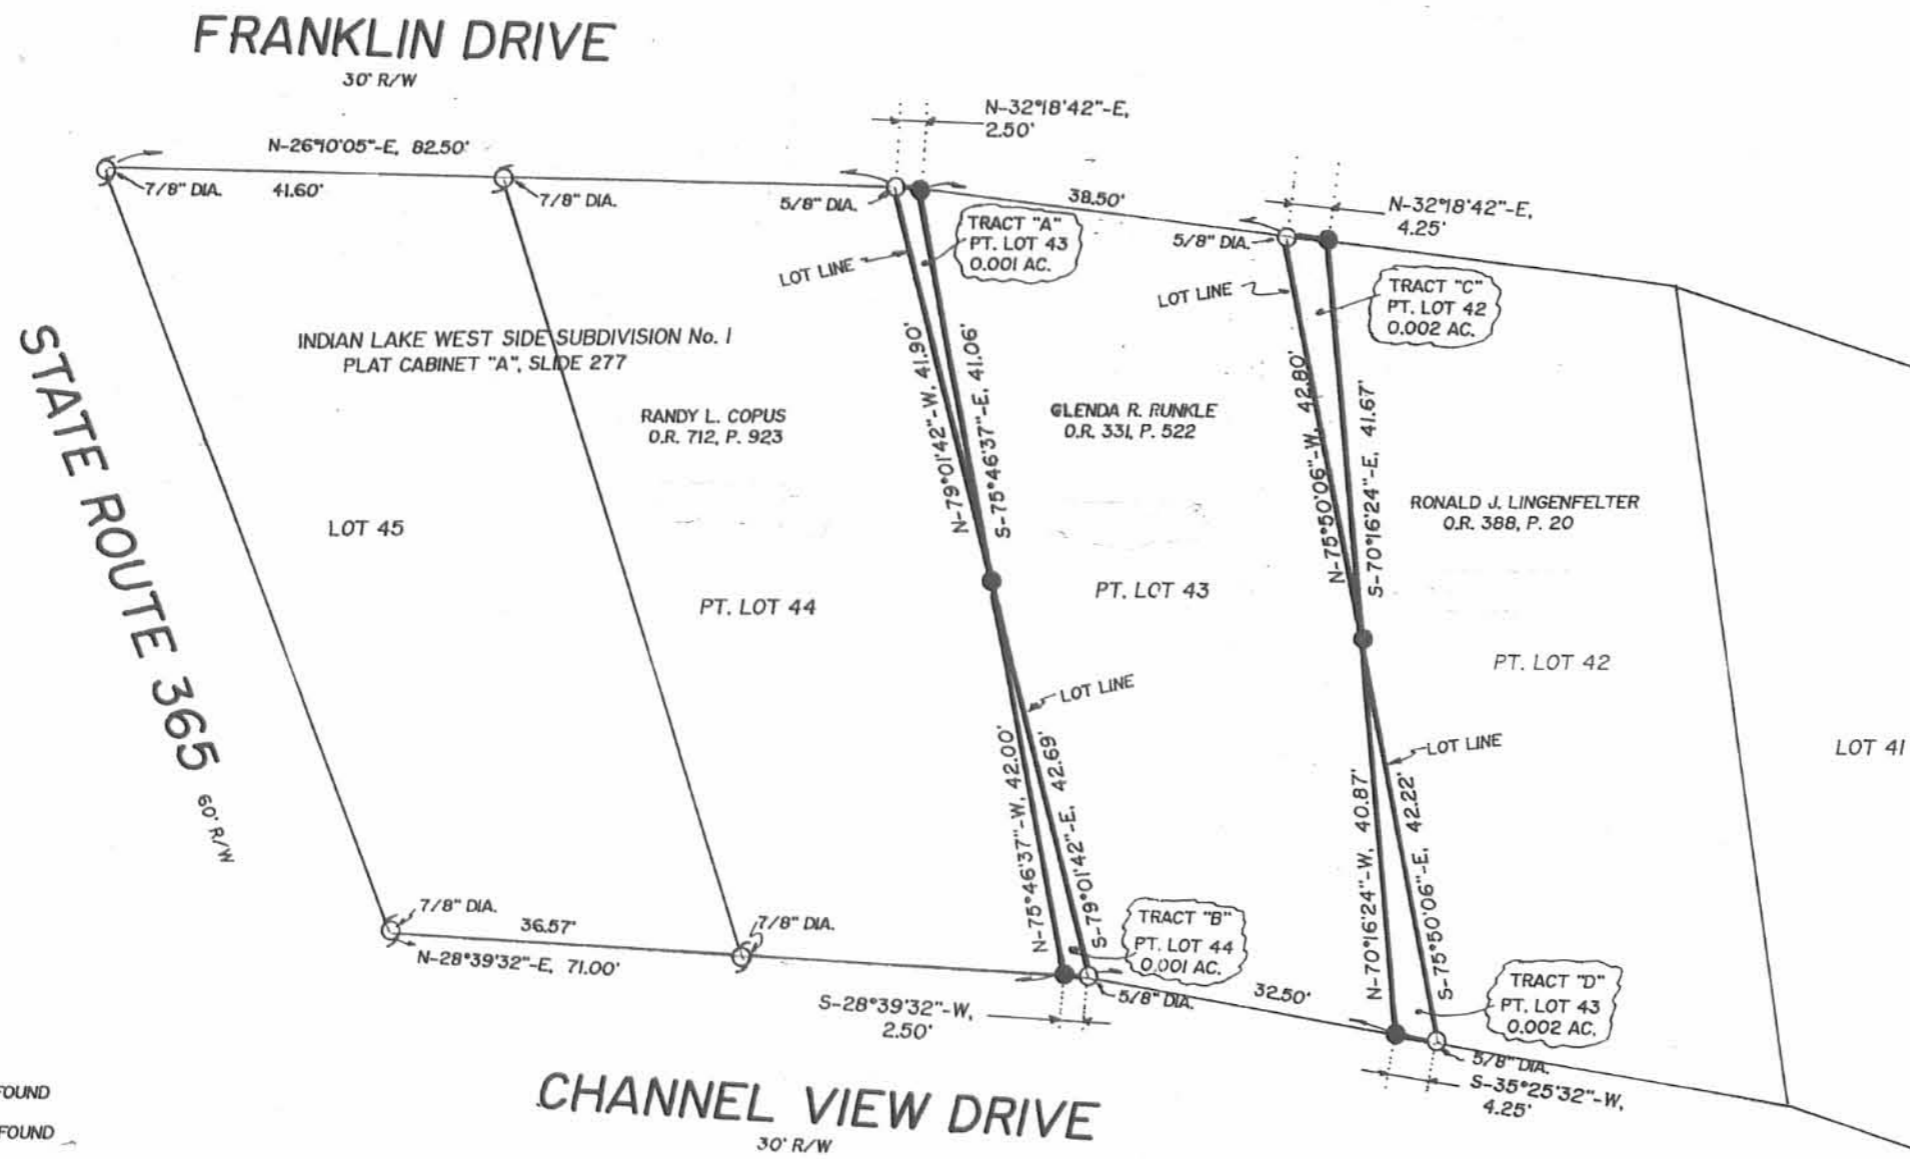 FRANKLIN DRIVE
30' R/W
N-26°10'05"-E, 82.50'
7/8" DIA.
41.60'
7/8" DIA.
5/8" DIA.
N-32°18'42"-E,
2.50'
38.50'
N-32°18'42"-E,
4.25'
5/8" DIA.
TRACT "A"
PT. LOT 43
0.001 AC.
LOT LINE
LOT LINE
TRACT "C"
PT. LOT 42
0.002 AC.
INDIAN LAKE WEST SIDE SUBDIVISION No. 1
PLAT CABINET "A", SLIDE 277
STATE ROUTE 365
60' R/W
RANDY L. COPUS
O.R. 712, P. 923
N-79°01'42"-W, 41.90'
S-75°46'37"-E, 41.06'
GLENDA R. RUNKLE
O.R. 331, P. 522
N-75°50'06"-W, 42.80'
S-70°16'24"-E, 41.67'
RONALD J. LINGENFELTER
O.R. 388, P. 20
LOT 45
PT. LOT 44
PT. LOT 43
PT. LOT 42
LOT 41
LOT LINE
LOT LINE
N-75°46'37"-W, 42.00'
S-79°01'42"-E, 42.69'
N-70°16'24"-W, 40.87'
S-75°50'06"-E, 42.22'
7/8" DIA.
36.57'
7/8" DIA.
N-28°39'32"-E, 71.00'
TRACT "B"
PT. LOT 44
0.001 AC.
5/8" DIA.
32.50'
S-28°39'32"-W,
2.50'
TRACT "D"
PT. LOT 43
0.002 AC.
5/8" DIA.
S-35°25'32"-W,
4.25'
FOUND
FOUND
CHANNEL VIEW DRIVE
30' R/W